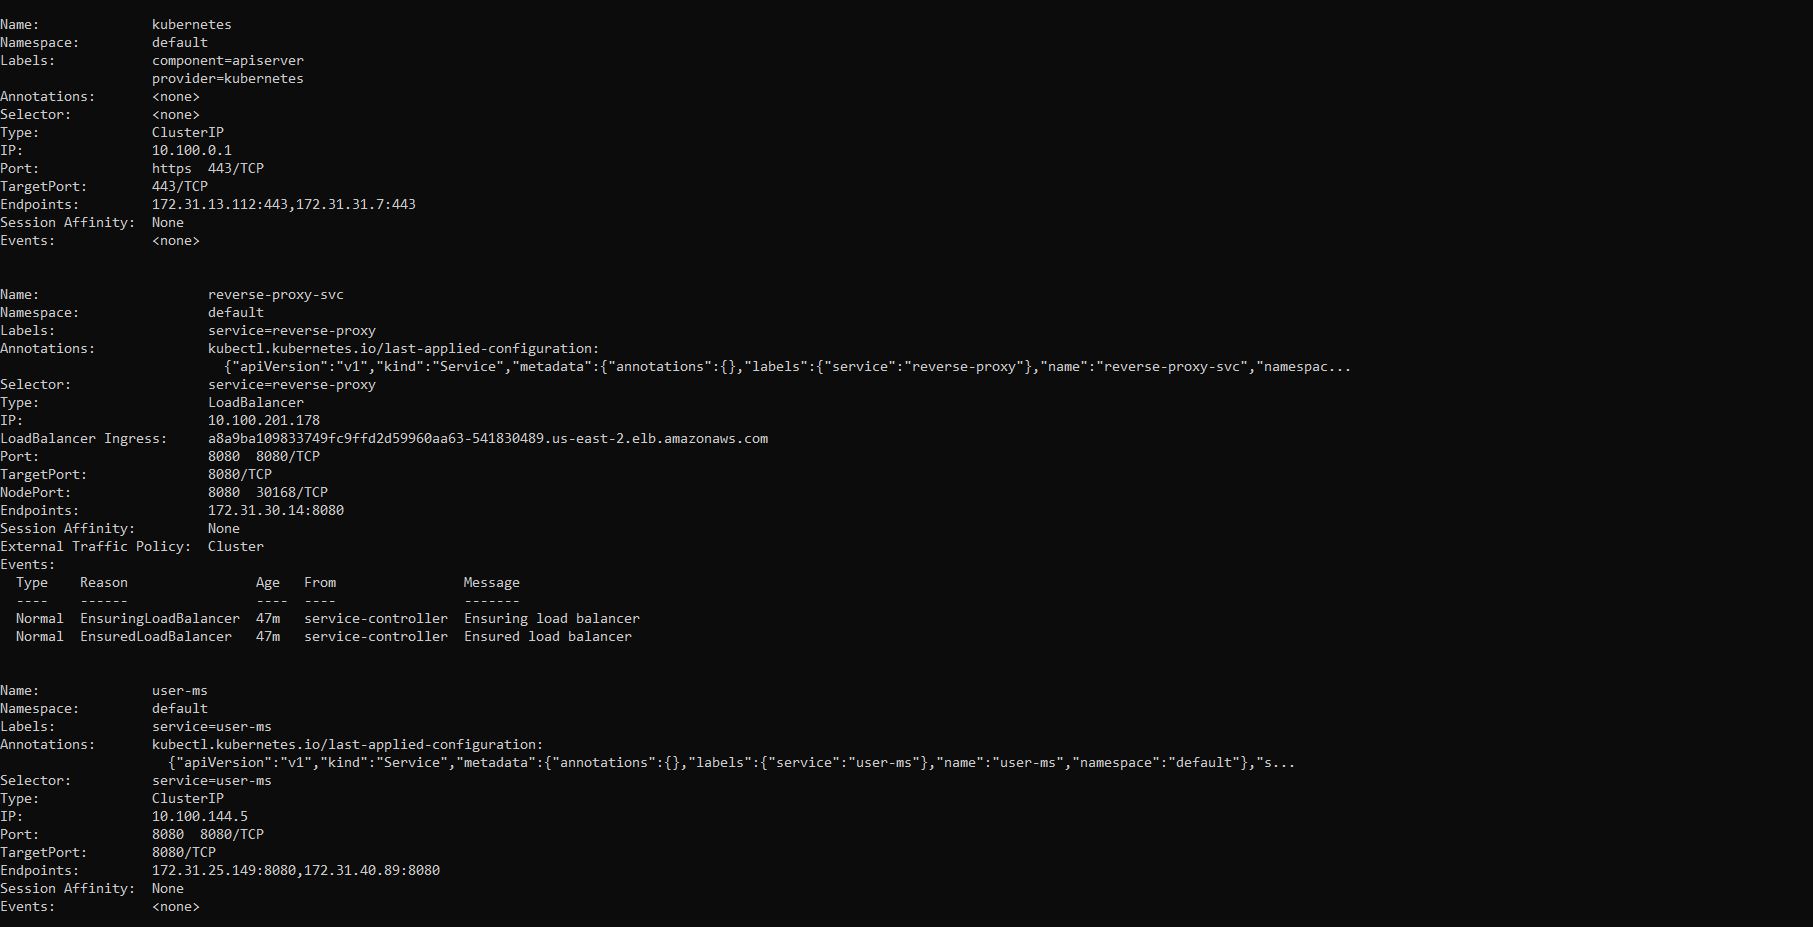 Name:              kubernetes
Namespace:         default
Labels:            component=apiserver
                   provider=kubernetes
Annotations:       <none>
Selector:          <none>
Type:              ClusterIP
IP:                10.100.0.1
Port:              https  443/TCP
TargetPort:        443/TCP
Endpoints:         172.31.13.112:443,172.31.31.7:443
Session Affinity:  None
Events:            <none>
Name:                     reverse-proxy-svc
Namespace:                default
Labels:                   service=reverse-proxy
Annotations:              kubectl.kubernetes.io/last-applied-configuration:
                            {"apiVersion":"v1","kind":"Service","metadata":{"annotations":{},"labels":{"service":"reverse-proxy"},"name":"reverse-proxy-svc","namespac...
Selector:                 service=reverse-proxy
Type:                     LoadBalancer
IP:                       10.100.201.178
LoadBalancer Ingress:     a8a9ba109833749fc9ffd2d59960aa63-541830489.us-east-2.elb.amazonaws.com
Port:                     8080  8080/TCP
TargetPort:               8080/TCP
NodePort:                 8080  30168/TCP
Endpoints:                172.31.30.14:8080
Session Affinity:         None
External Traffic Policy:  Cluster
Events:
  Type    Reason                Age   From                Message
  ----    ------                ----  ----                -------
  Normal  EnsuringLoadBalancer  47m   service-controller  Ensuring load balancer
  Normal  EnsuredLoadBalancer   47m   service-controller  Ensured load balancer
Name:              user-ms
Namespace:         default
Labels:            service=user-ms
Annotations:       kubectl.kubernetes.io/last-applied-configuration:
                     {"apiVersion":"v1","kind":"Service","metadata":{"annotations":{},"labels":{"service":"user-ms"},"name":"user-ms","namespace":"default"},"s...
Selector:          service=user-ms
Type:              ClusterIP
IP:                10.100.144.5
Port:              8080  8080/TCP
TargetPort:        8080/TCP
Endpoints:         172.31.25.149:8080,172.31.40.89:8080
Session Affinity:  None
Events:            <none>